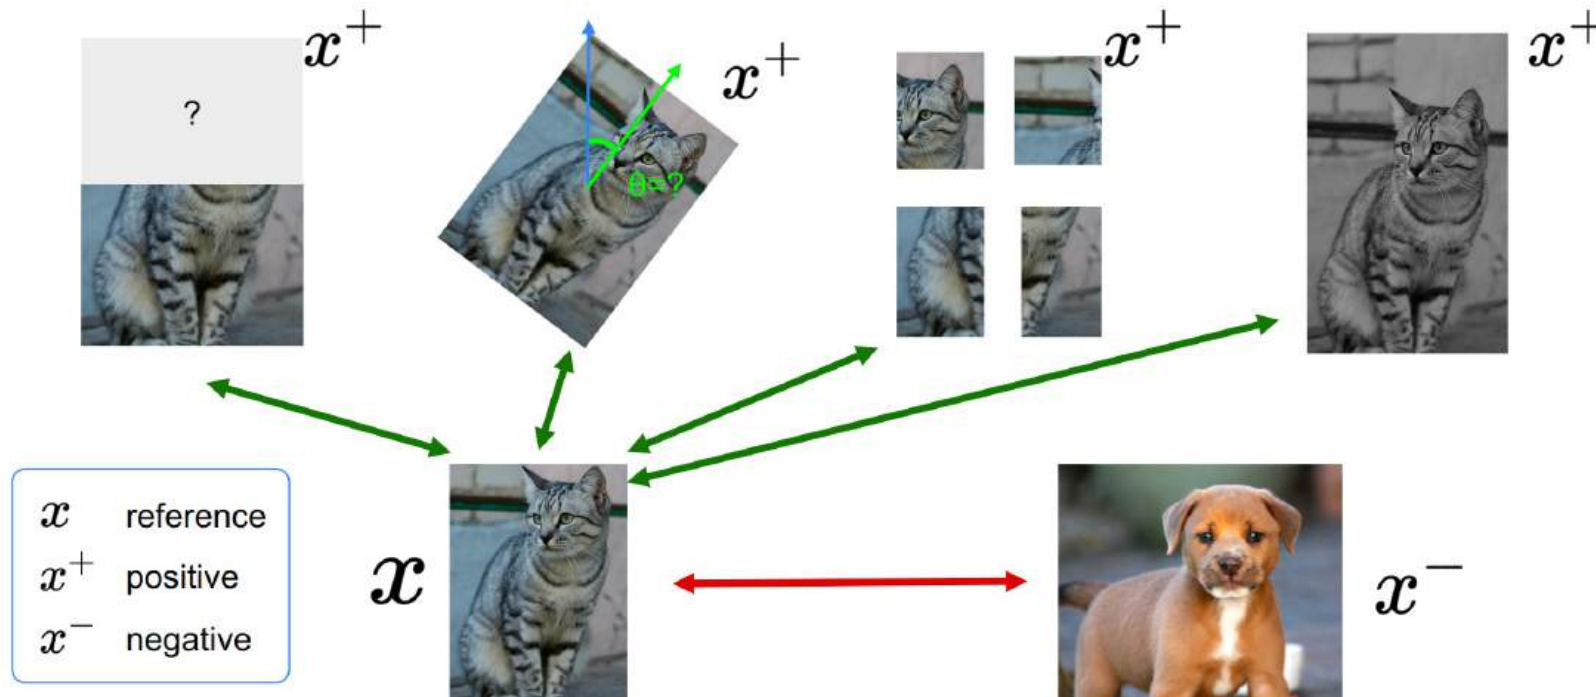 x⁺
?
θ=?
x⁺
x⁺
x⁺
x reference
x⁺ positive
x⁻ negative
x
x⁻